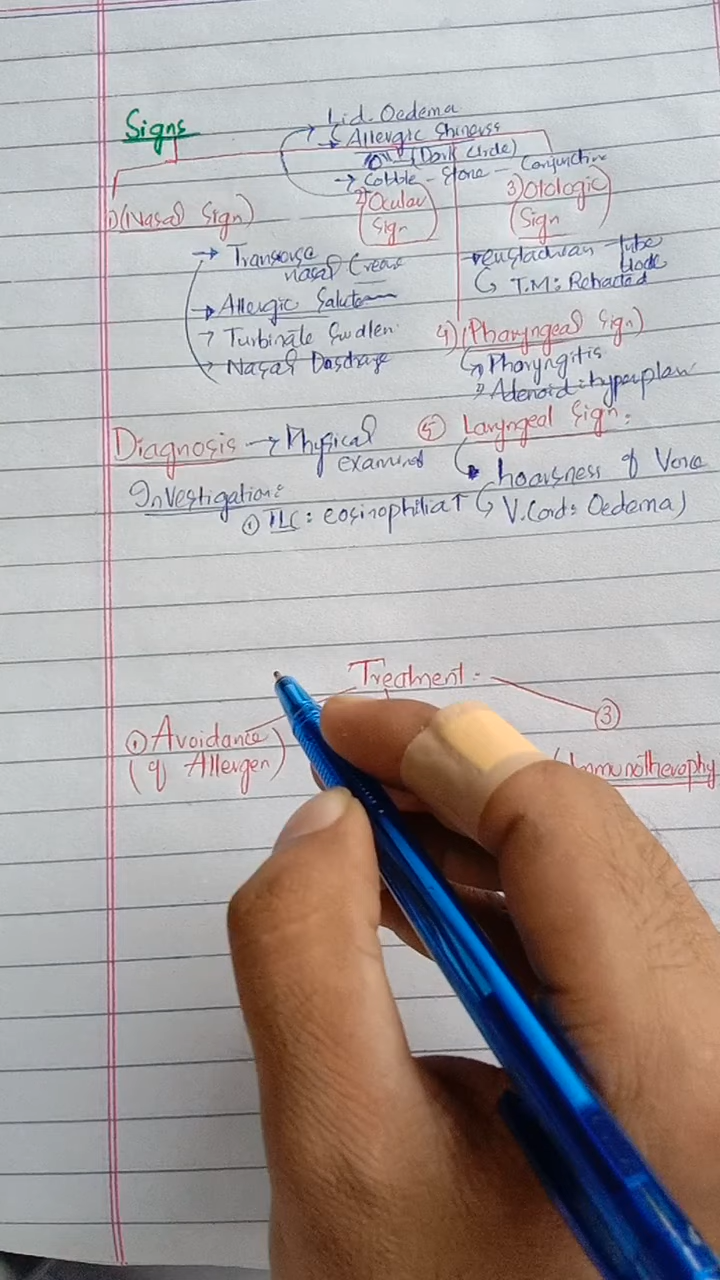 Signs
Lid. Oedema
Allergic Shiners
(Dark Circle)
Cobble - Stone - Conjunctiva
1) (Nasal Sign)
2) Ocular
Sign
3) Otologic
(Sign
Transverse
nasal Crease
Allergic Salute
Turbinate Swollen
Nasal
eustachian tube
block
T.M: Retracted
4) (Pharyngeal Sign)
Pharyngitis
Adenoid: hyperplasia
Diagnosis → Physical
examined
5 Laryngeal Sign:
hoarsness of Voice
V. Cord: Oedema)
Investigation:
1 TLC: eosinophilia↑
Treatment:
1 Avoidance
(of Allergen)
3
Immunotherophy